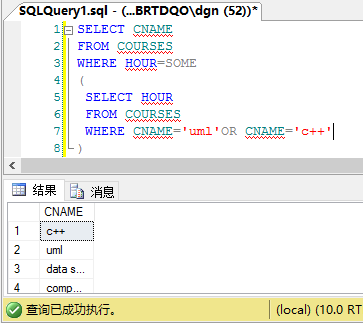 SQLQuery1.sql - (...BRTDQO\dgn (52))*
1 SELECT CNAME
2 FROM COURSES
3 WHERE HOUR=SOME
4 (
5 SELECT HOUR
6 FROM COURSES
7 WHERE CNAME='uml'OR CNAME='c++'
8 )
结果 消息
CNAME
1 c++
2 uml
3 data s...
4 comp...
查询已成功执行。 (local) (10.0 RT